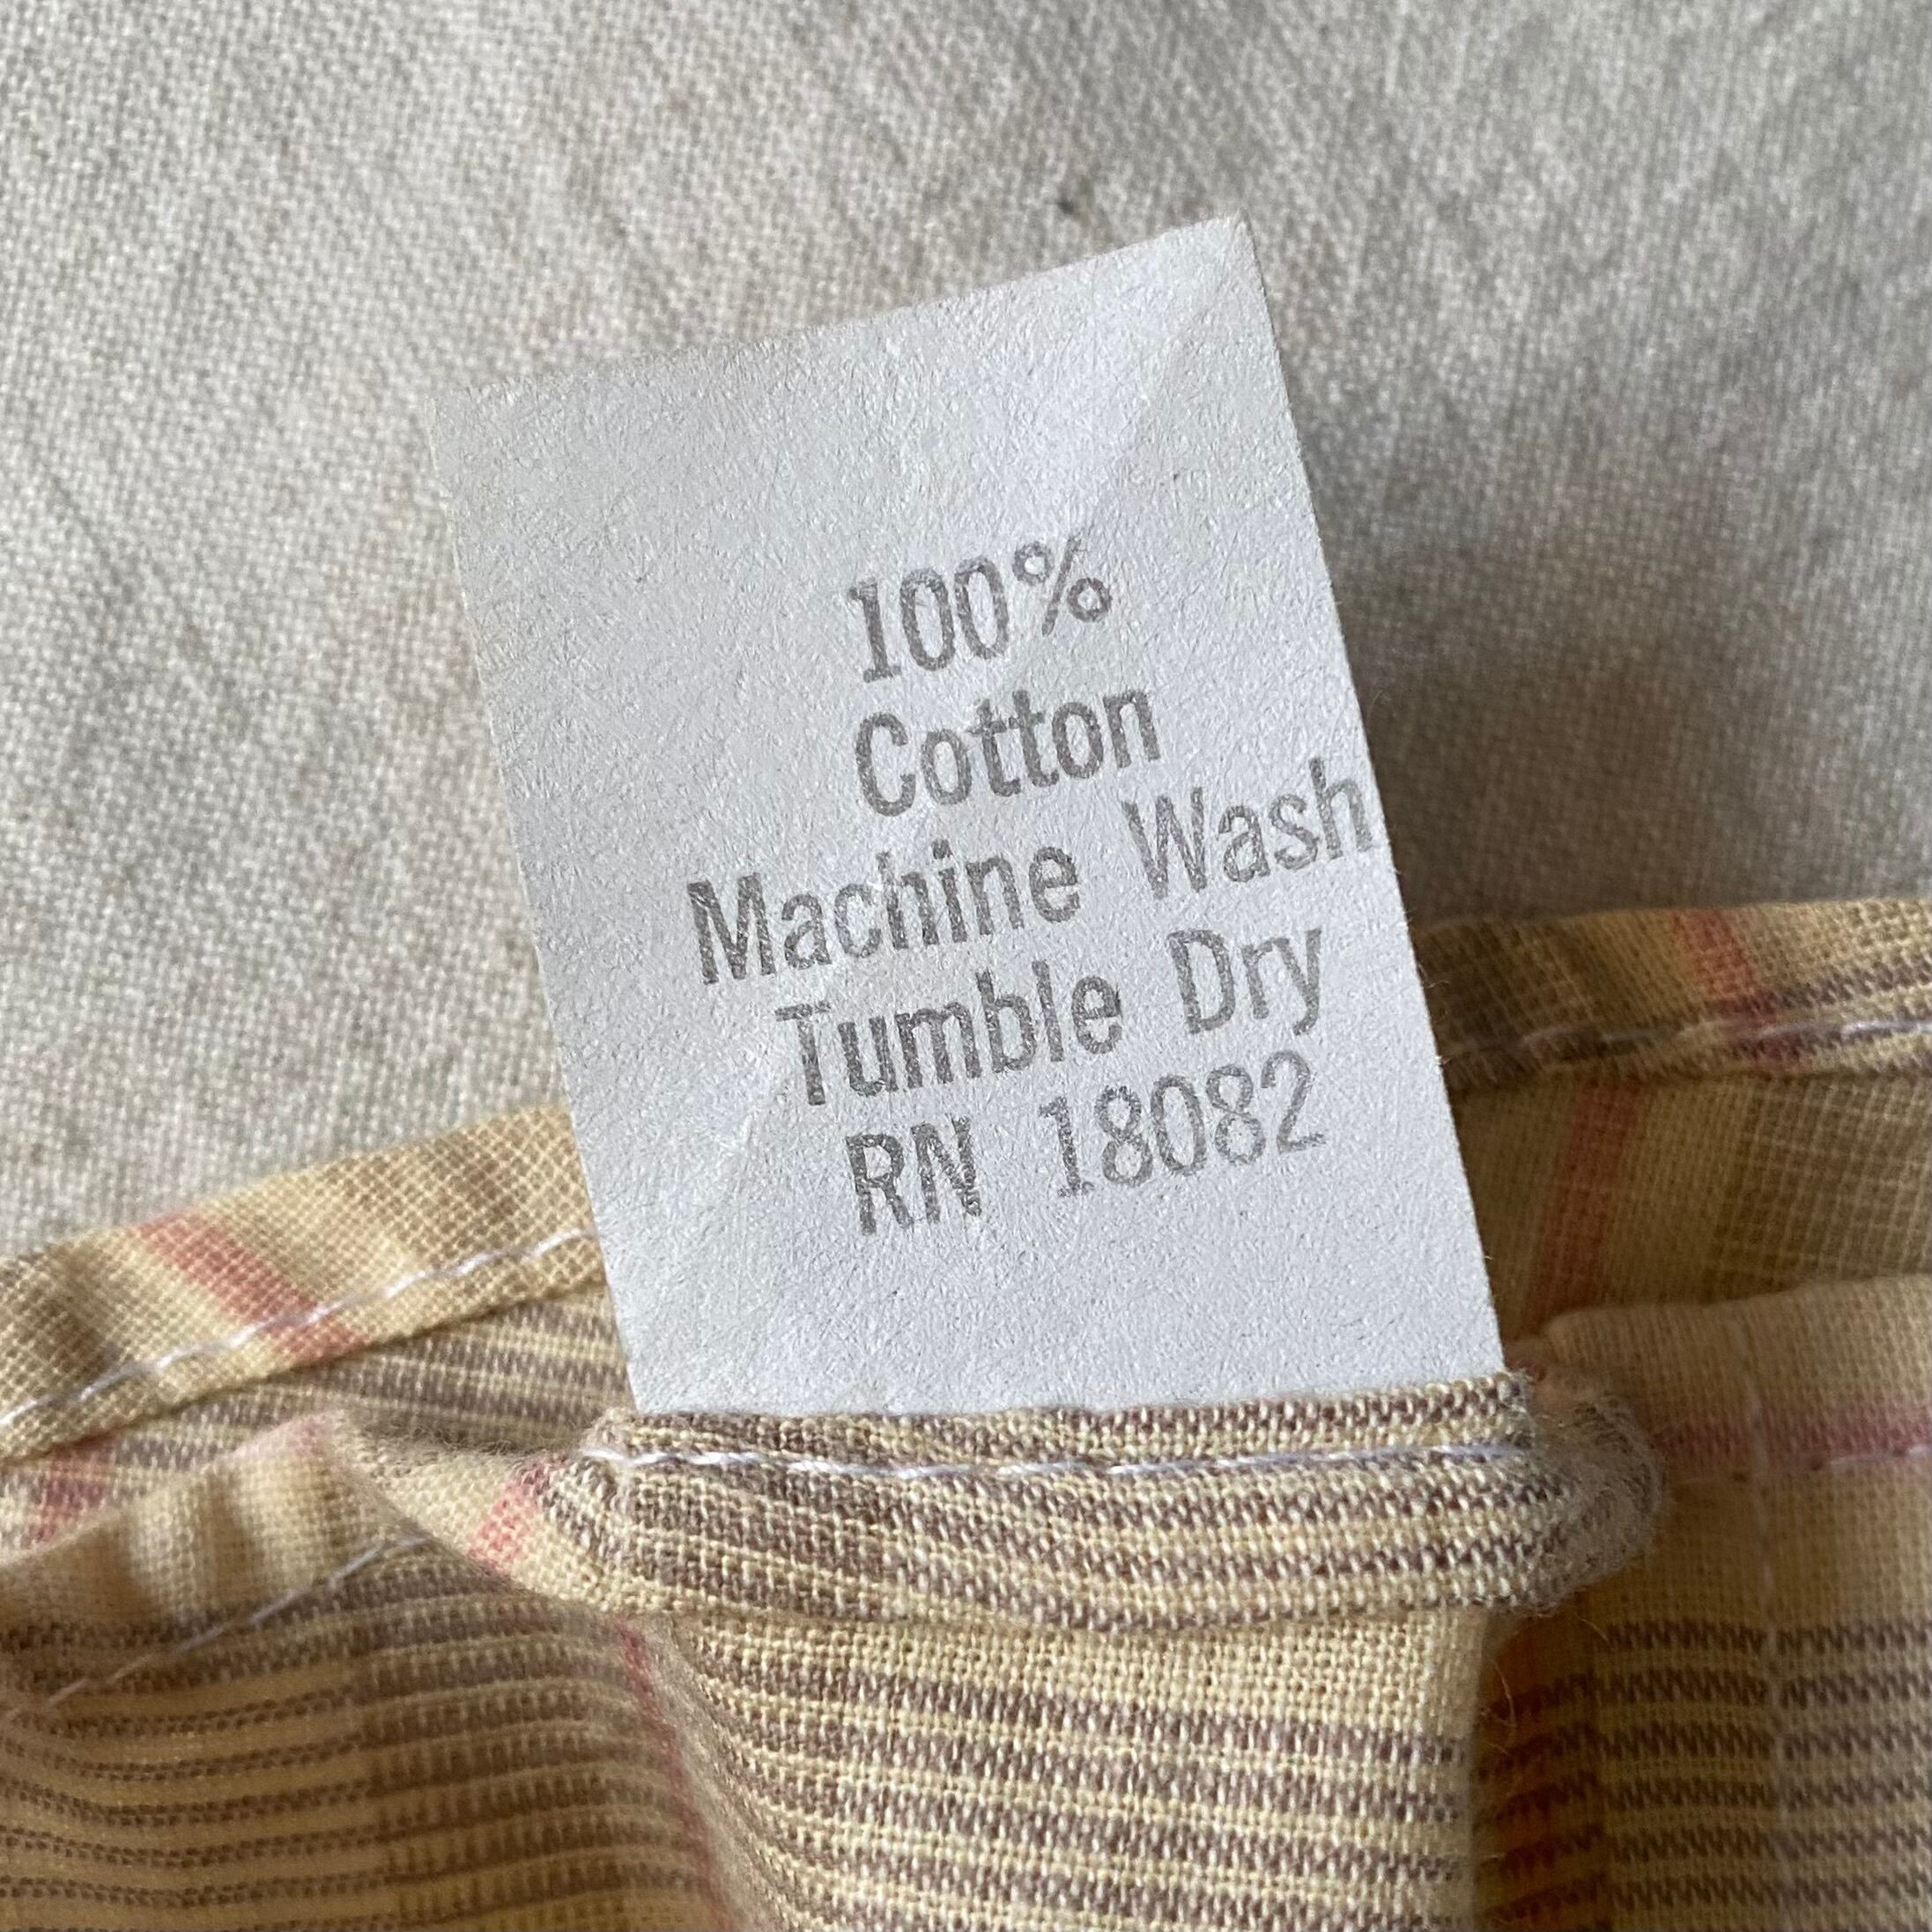 100%
Cotton
Machine Wash
Tumble Dry
RN 18082